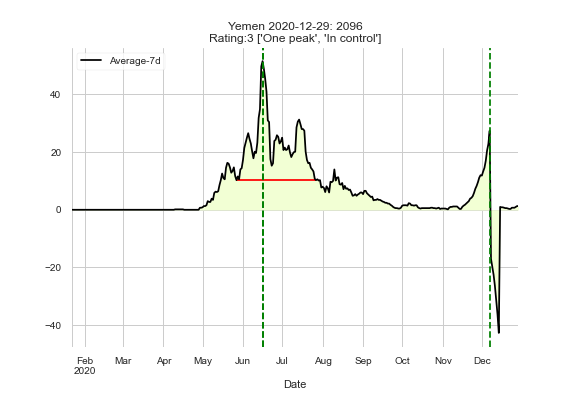 Yemen 2020-12-29: 2096
Rating:3 ['One peak', 'In control']
Average-7d
40
20
0
−20
−40
Feb
2020
Mar
Apr
May
Jun
Jul
Aug
Sep
Oct
Nov
Dec
Date